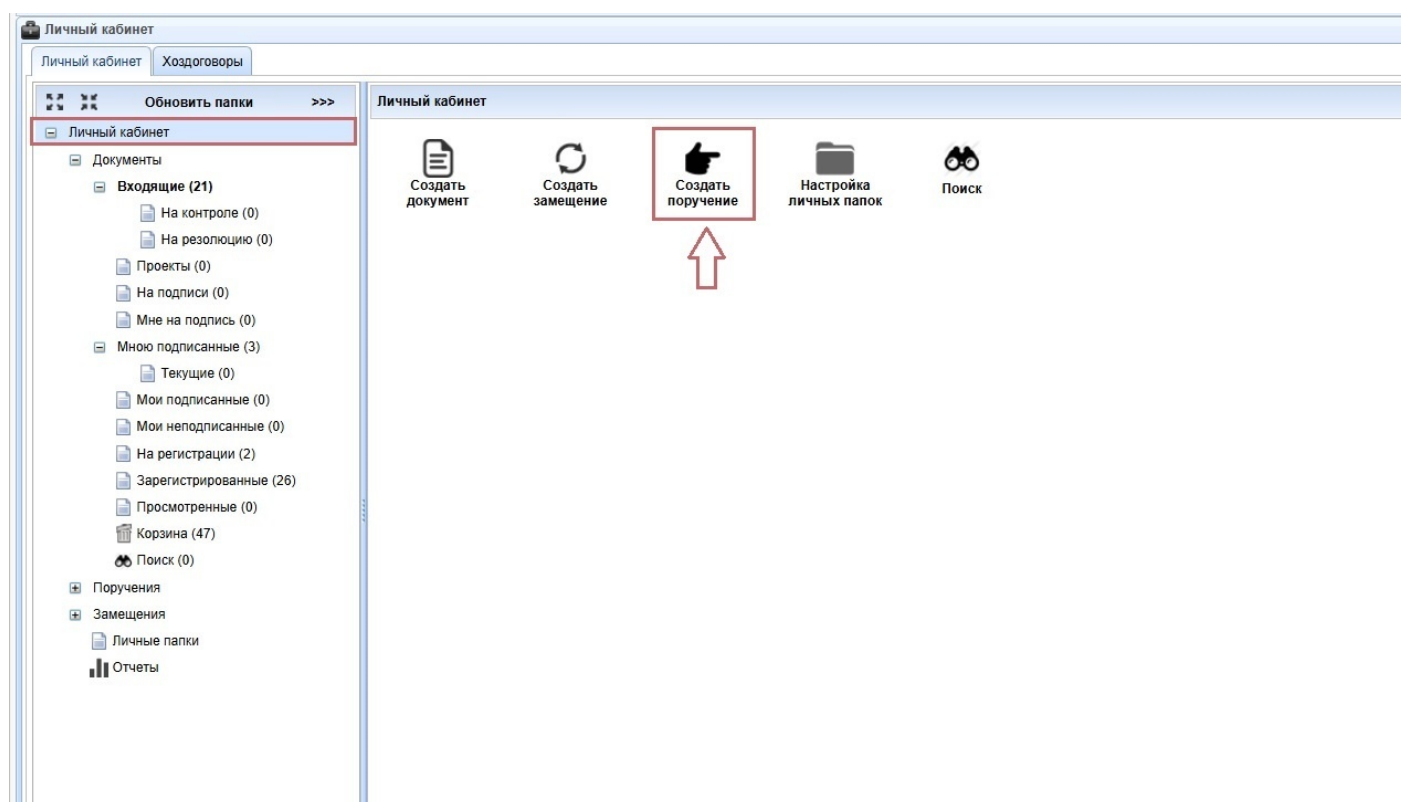 Личный кабинет
Личный кабинет
Хоздоговоры
Обновить папки >>>
Личный кабинет
Документы
Входящие (21)
На контроле (0)
На резолюцию (0)
Проекты (0)
На подписи (0)
Мне на подпись (0)
Мною подписанные (3)
Текущие (0)
Мои подписанные (0)
Мои неподписанные (0)
На регистрации (2)
Зарегистрированные (26)
Просмотренные (0)
Корзина (47)
Поиск (0)
Поручения
Замещения
Личные папки
Отчеты
Личный кабинет
Создать
документ
Создать
замещение
Создать
поручение
Настройка
личных папок
Поиск